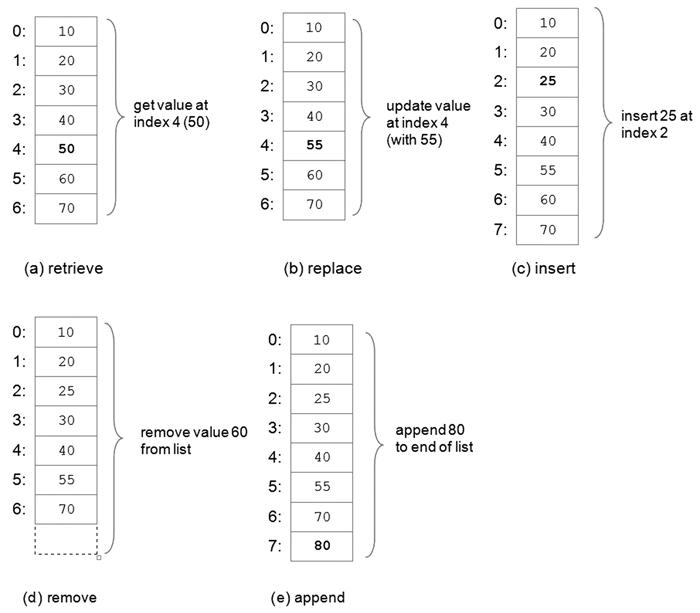 0: 10
1: 20
2: 30
3: 40
4: 50
5: 60
6: 70
get value at
index 4 (50)
(a) retrieve
0: 10
1: 20
2: 30
3: 40
4: 55
5: 60
6: 70
update value
at index 4
(with 55)
(b) replace
0: 10
1: 20
2: 25
3: 30
4: 40
5: 55
6: 60
7: 70
insert 25 at
index 2
(c) insert
0: 10
1: 20
2: 25
3: 30
4: 40
5: 55
6: 70
remove value 60
from list
(d) remove
0: 10
1: 20
2: 25
3: 30
4: 40
5: 55
6: 70
7: 80
append 80
to end of list
(e) append